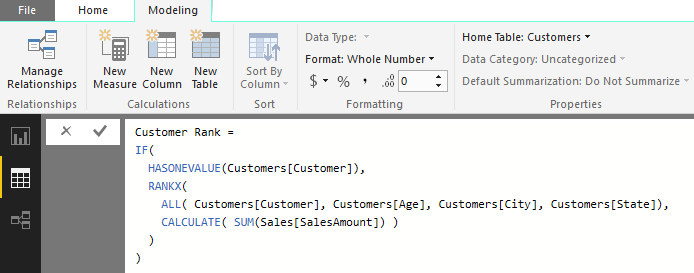 File Home Modeling
Data Type:
Home Table: Customers
Format: Whole Number
Data Category: Uncategorized
$ % , .00 0
Default Summarization: Do Not Summarize
Manage Relationships
New Measure
New Column
New Table
Sort By Column
Relationships Calculations Sort Formatting Properties
Customer Rank =
IF(
HASONEVALUE(Customers[Customer]),
RANKX(
ALL( Customers[Customer], Customers[Age], Customers[City], Customers[State]),
CALCULATE( SUM(Sales[SalesAmount]) )
)
)